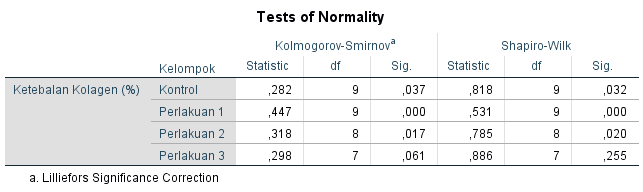 Tests of Normality
Kolmogorov-Smirnovᵃ Shapiro-Wilk
Kelompok Statistic df Sig. Statistic df Sig.
Ketebalan Kolagen (%) Kontrol ,282 9 ,037 ,818 9 ,032
Perlakuan 1 ,447 9 ,000 ,531 9 ,000
Perlakuan 2 ,318 8 ,017 ,785 8 ,020
Perlakuan 3 ,298 7 ,061 ,886 7 ,255
a. Lilliefors Significance Correction